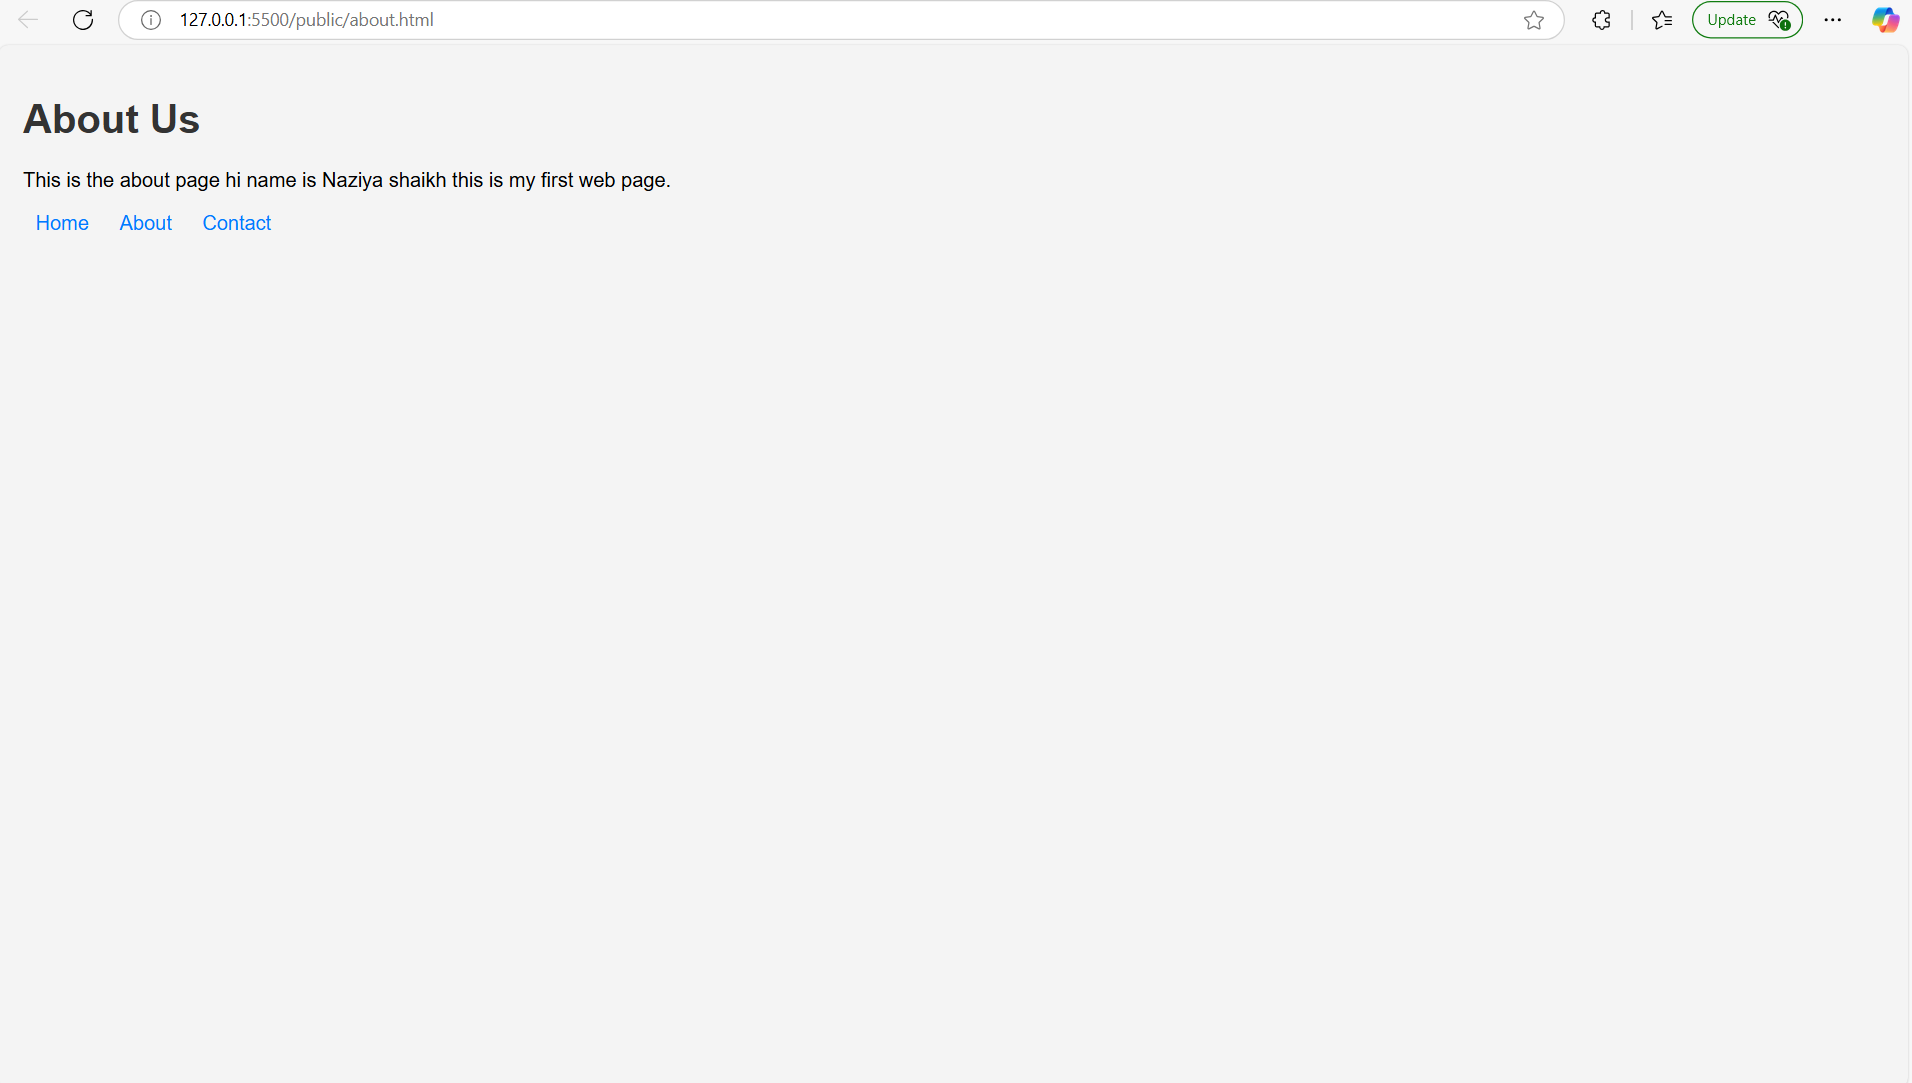 127.0.0.1:5500/public/about.html
Update
About Us
This is the about page hi name is Naziya shaikh this is my first web page.
Home About Contact